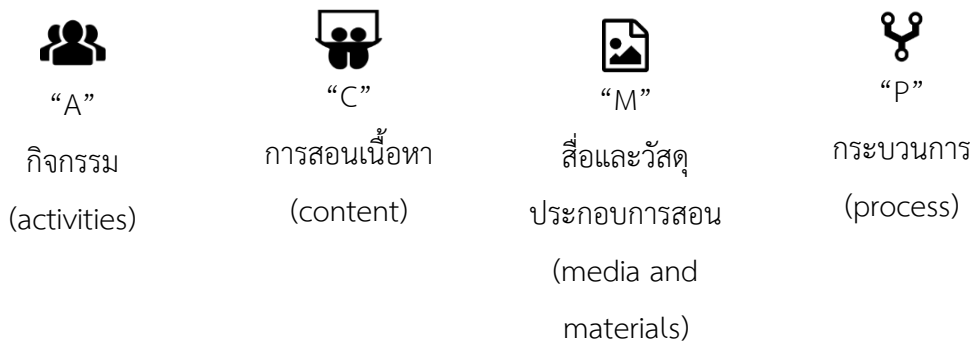 “A”
กิจกรรม
(activities)
“C”
การสอนเนื้อหา
(content)
“M”
สื่อและวัสดุ
ประกอบการสอน
(media and
materials)
“P”
กระบวนการ
(process)